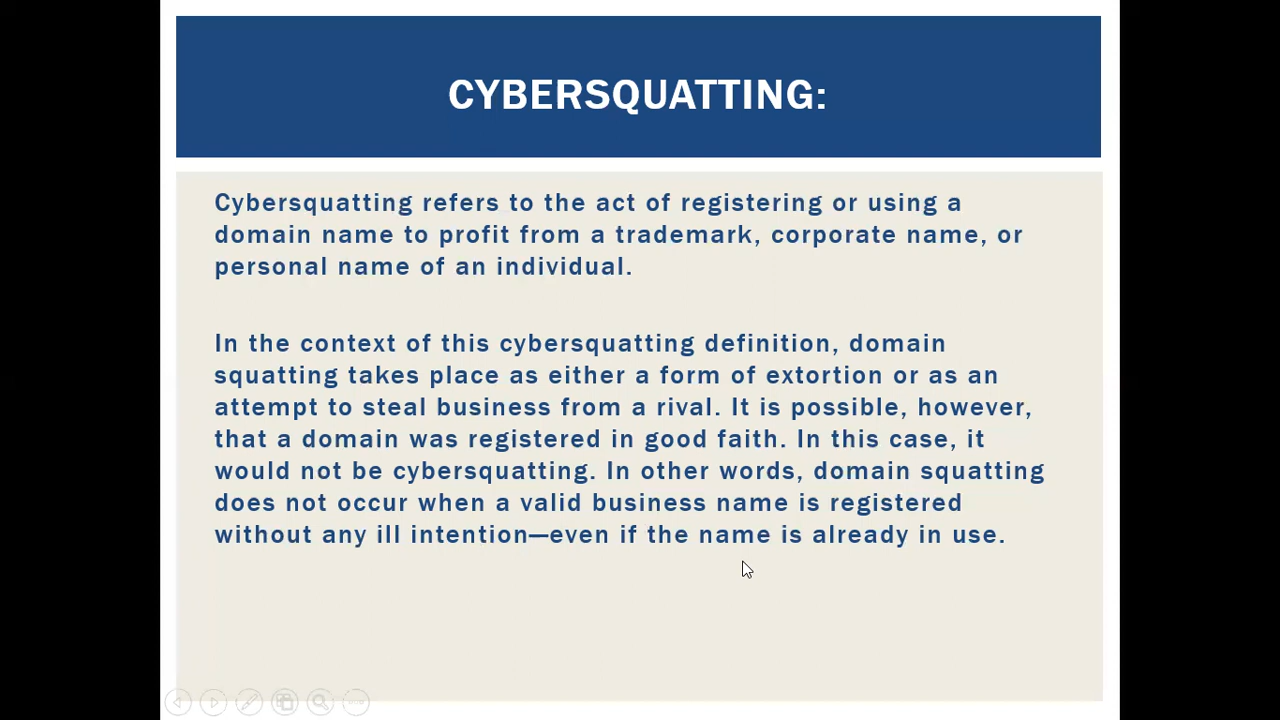 CYBERSQUATTING:
Cybersquatting refers to the act of registering or using a
domain name to profit from a trademark, corporate name, or
personal name of an individual.
In the context of this cybersquatting definition, domain
squatting takes place as either a form of extortion or as an
attempt to steal business from a rival. It is possible, however,
that a domain was registered in good faith. In this case, it
would not be cybersquatting. In other words, domain squatting
does not occur when a valid business name is registered
without any ill intention—even if the name is already in use.